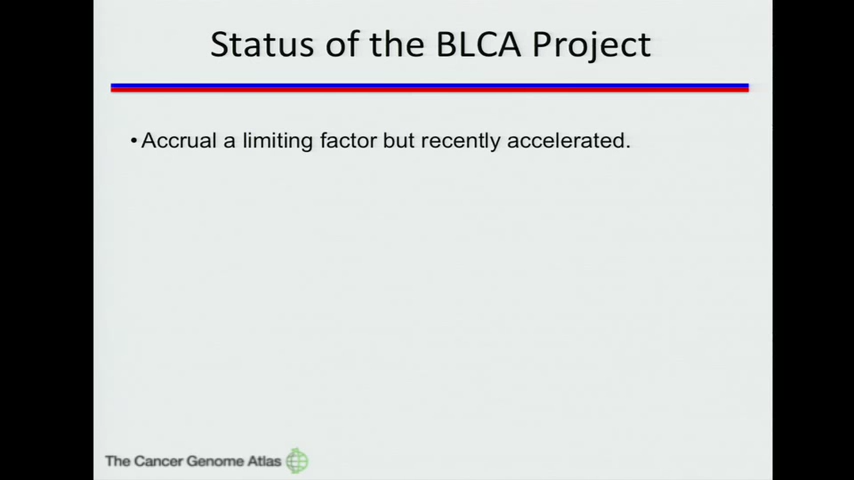 Status of the BLCA Project
• Accrual a limiting factor but recently accelerated.
The Cancer Genome Atlas